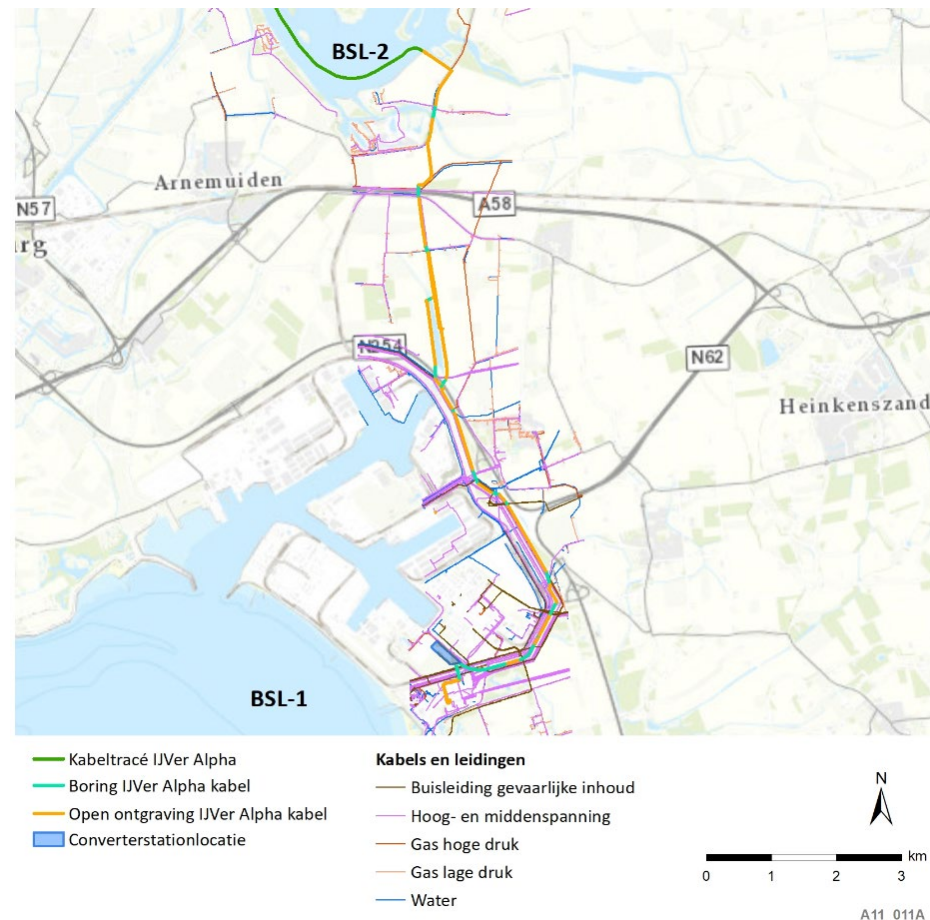 BSL-2
Arnemuiden
N57
A58
rg
N254
N62
Heinkenszand
BSL-1
Kabeltracé IJVer Alpha
Boring IJVer Alpha kabel
Open ontgraving IJVer Alpha kabel
Converterstationlocatie
Kabels en leidingen
Buisleiding gevaarlijke inhoud
Hoog- en middenspanning
Gas hoge druk
Gas lage druk
Water
N
km
0 1 2 3
A11_011A